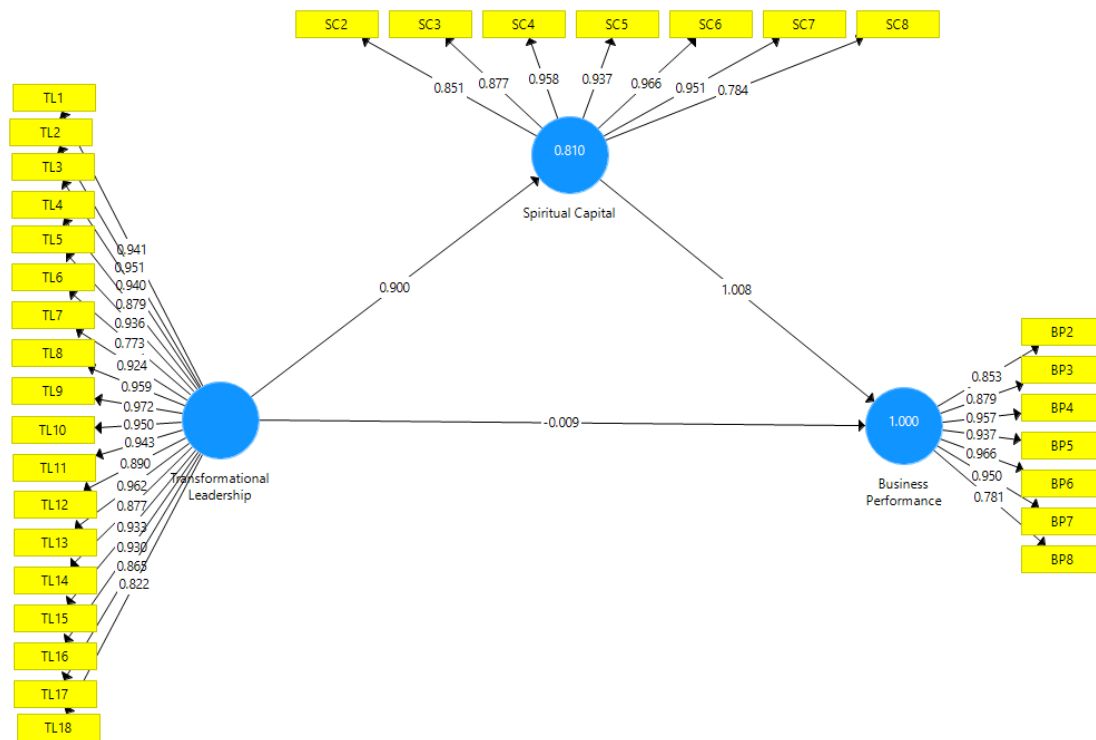 SC2
SC3
SC4
SC5
SC6
SC7
SC8
0.851
0.877
0.958
0.937
0.966
0.951
0.784
0.810
Spiritual Capital
TL1
TL2
TL3
TL4
TL5
TL6
TL7
TL8
TL9
TL10
TL11
TL12
TL13
TL14
TL15
TL16
TL17
TL18
0.941
0.951
0.940
0.879
0.936
0.773
0.924
0.959
0.972
0.950
0.943
0.890
0.962
0.877
0.933
0.930
0.865
0.822
Transformational
Leadership
0.900
1.008
-0.009
1.000
Business
Performance
0.853
0.879
0.957
0.937
0.966
0.950
0.781
BP2
BP3
BP4
BP5
BP6
BP7
BP8